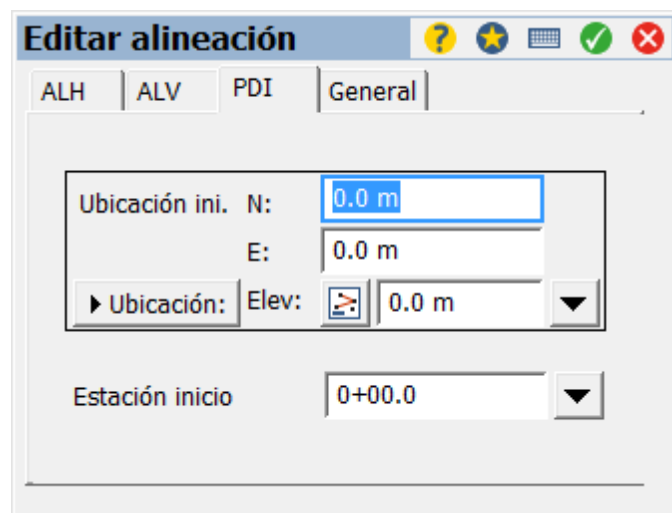 Editar alineación ?
ALH ALV PDI General
Ubicación ini. N: 0.0 m
E: 0.0 m
Ubicación: Elev: 0.0 m
Estación inicio 0+00.0